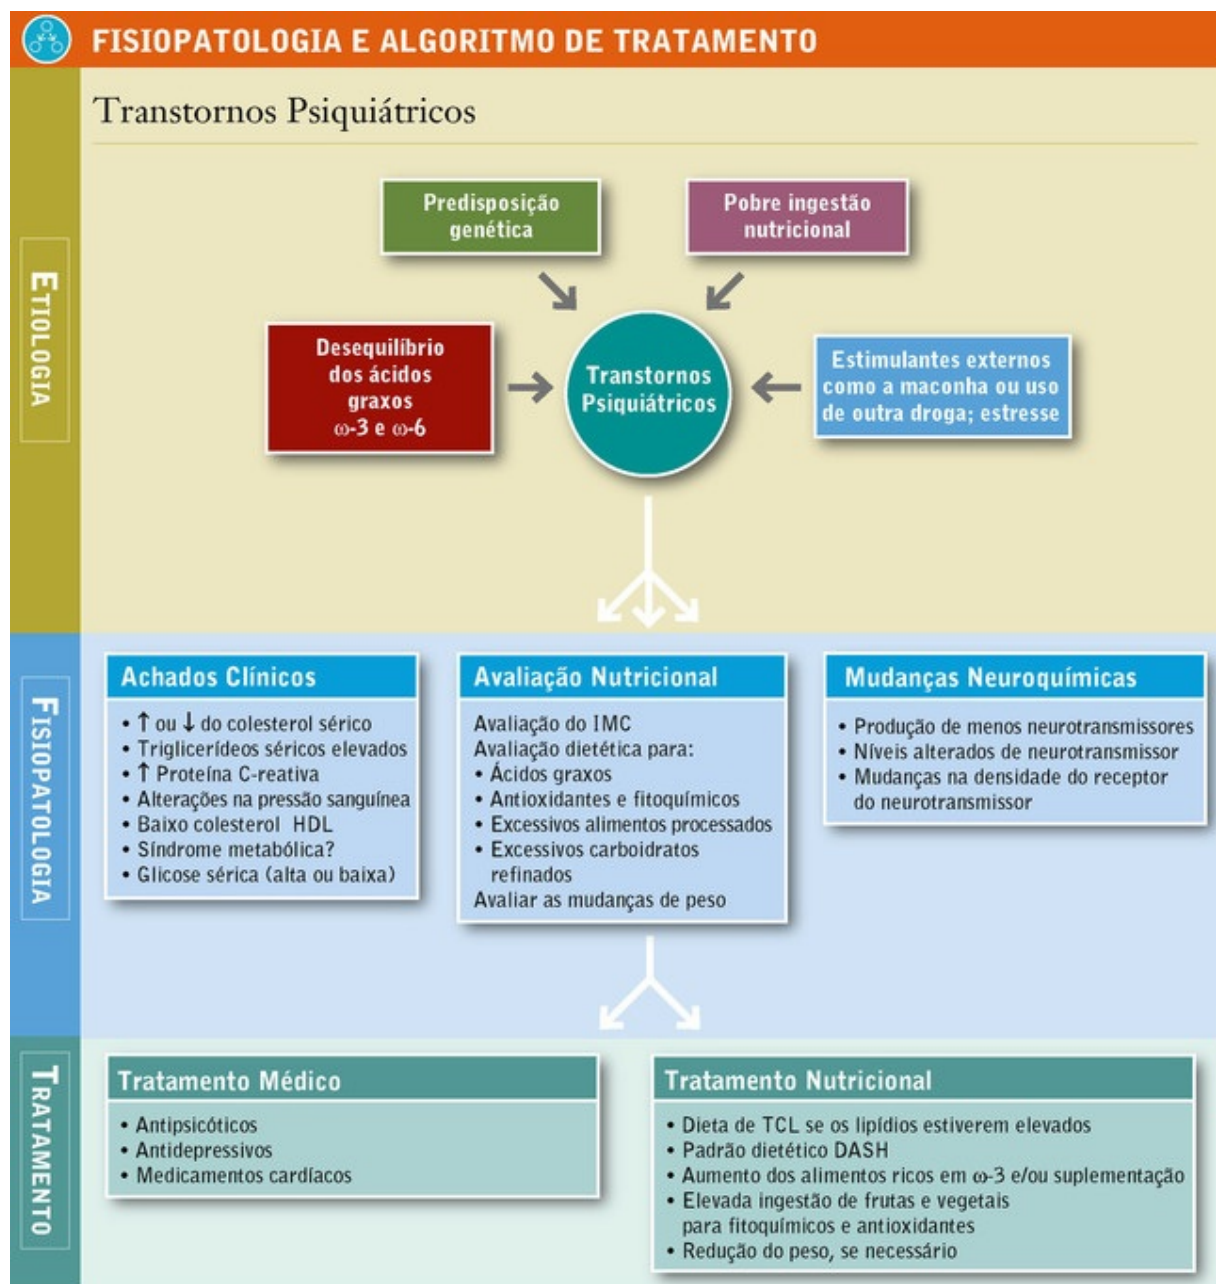 FISIOPATOLOGIA E ALGORITMO DE TRATAMENTO
Transtornos Psiquiátricos
ETIOLOGIA
Predisposição
genética
Pobre ingestão
nutricional
Desequilíbrio
dos ácidos
graxos
ω-3 e ω-6
Transtornos
Psiquiátricos
Estimulantes externos
como a maconha ou uso
de outra droga; estresse
FISIOPATOLOGIA
Achados Clínicos
• ↑ ou ↓ do colesterol sérico
• Triglicerídeos séricos elevados
• ↑ Proteína C-reativa
• Alterações na pressão sanguínea
• Baixo colesterol HDL
• Síndrome metabólica?
• Glicose sérica (alta ou baixa)
Avaliação Nutricional
Avaliação do IMC
Avaliação dietética para:
• Ácidos graxos
• Antioxidantes e fitoquímicos
• Excessivos alimentos processados
• Excessivos carboidratos
refinados
Avaliar as mudanças de peso
Mudanças Neuroquímicas
• Produção de menos neurotransmissores
• Níveis alterados de neurotransmissor
• Mudanças na densidade do receptor
do neurotransmissor
TRATAMENTO
Tratamento Médico
• Antipsicóticos
• Antidepressivos
• Medicamentos cardíacos
Tratamento Nutricional
• Dieta de TCL se os lipídios estiverem elevados
• Padrão dietético DASH
• Aumento dos alimentos ricos em ω-3 e/ou suplementação
• Elevada ingestão de frutas e vegetais
para fitoquímicos e antioxidantes
• Redução do peso, se necessário